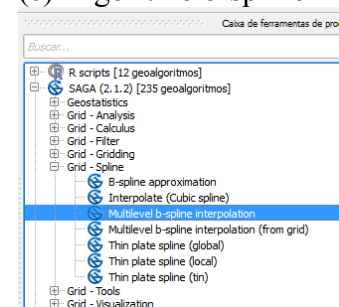 Caixa de ferramentas de pro
Buscar...
R scripts [12 geoalgoritmos]
SAGA (2.1.2) [235 geoalgoritmos]
Geostatistics
Grid - Analysis
Grid - Calculus
Grid - Filter
Grid - Gridding
Grid - Spline
B-spline approximation
Interpolate (Cubic spline)
Multilevel b-spline interpolation
Multilevel b-spline interpolation (from grid)
Thin plate spline (global)
Thin plate spline (local)
Thin plate spline (tin)
Grid - Tools
Grid - Visualization